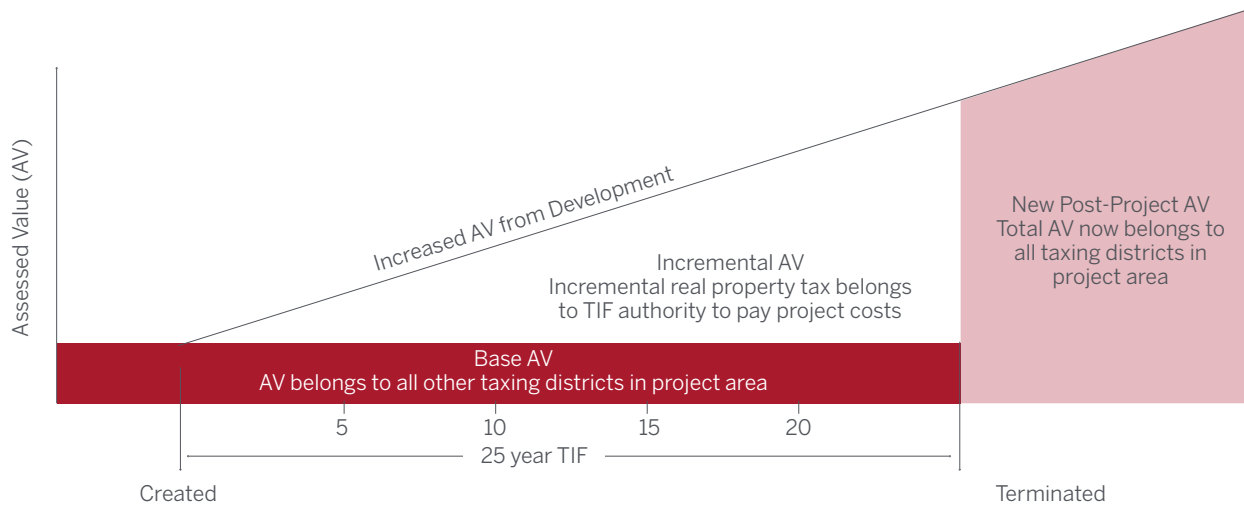 Assessed Value (AV)
Increased AV from Development
Incremental AV
Incremental real property tax belongs
to TIF authority to pay project costs
New Post-Project AV
Total AV now belongs to
all taxing districts in
project area
Base AV
AV belongs to all other taxing districts in project area
5
10
15
20
25 year TIF
Created
Terminated